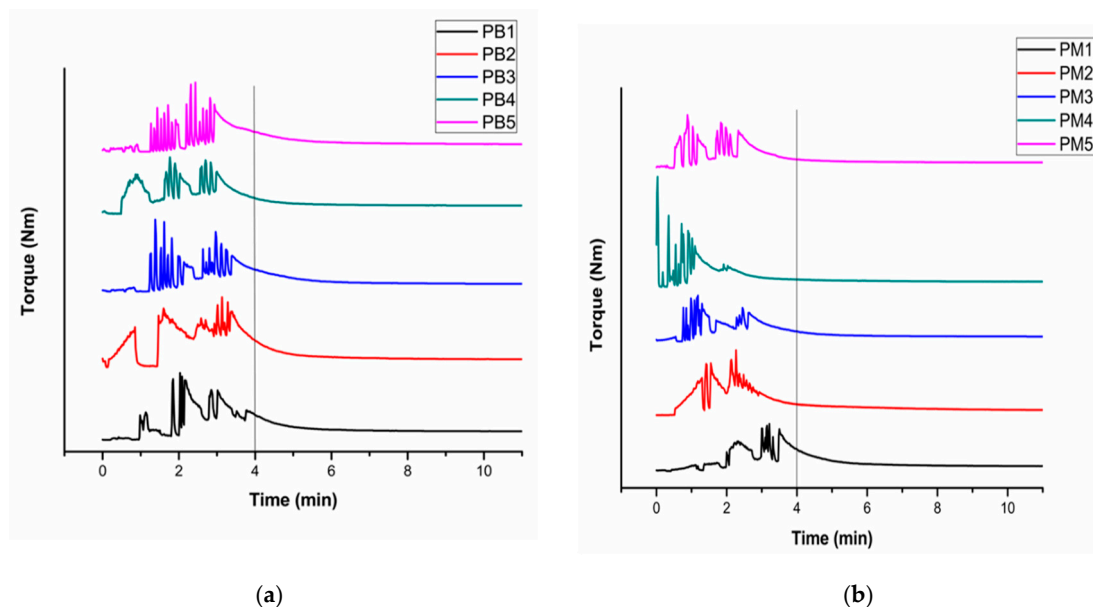 PB1
PB2
PB3
PB4
PB5
Torque (Nm)
0 2 4 6 8 10
Time (min)
(a)
PM1
PM2
PM3
PM4
PM5
Torque (Nm)
0 2 4 6 8 10
Time (min)
(b)